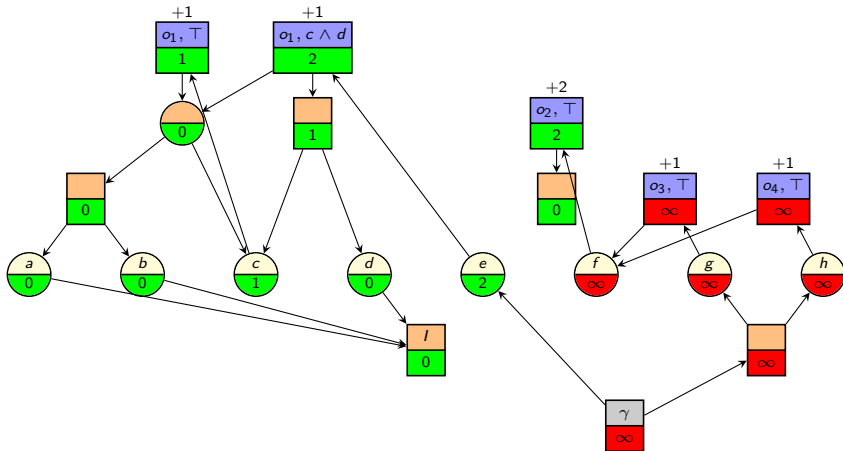 +1 +1
o₁, ⊤ o₁, c ∧ d
1 2
+2
o₂, ⊤
0 1 2
+1 +1
o₃, ⊤ o₄, ⊤
0 0 ∞ ∞
a b c d e f g h
0 0 1 0 2 ∞ ∞ ∞
I
0 ∞
γ
∞